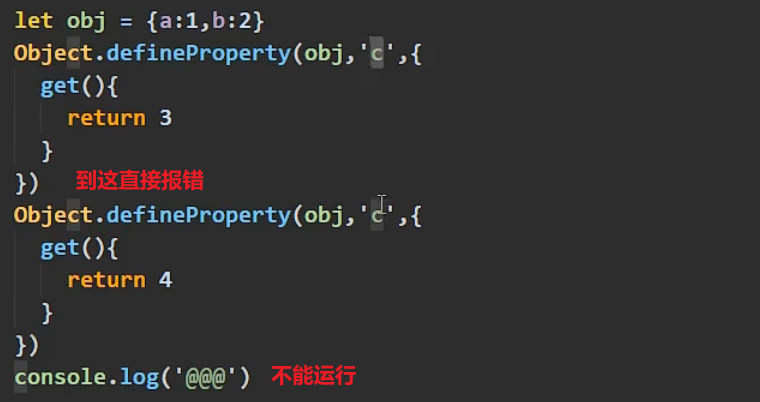 let obj = {a:1,b:2}
Object.defineProperty(obj,'c',{
get(){
return 3
}
}) 到这直接报错
Object.defineProperty(obj,'c',{
get(){
return 4
}
})
console.log('@@@') 不能运行